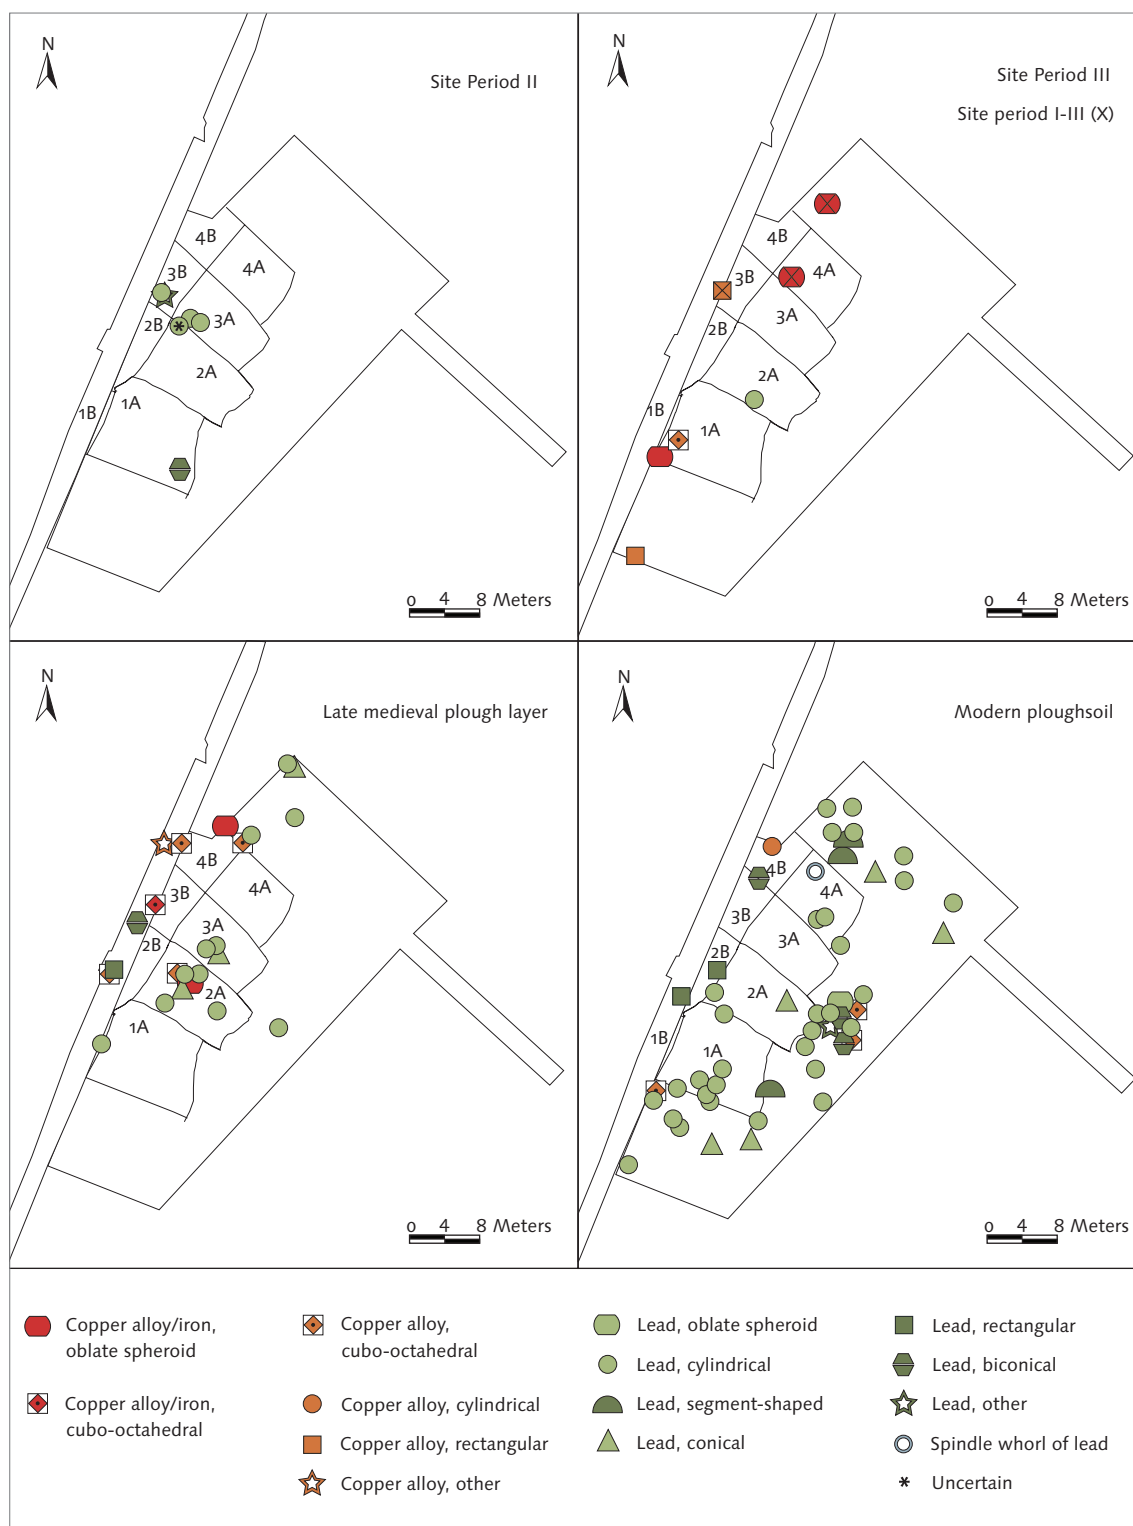 N
Site Period II
4B
4A
3B
3A
2B
2A
1A
1B
0 4 8 Meters
N
Site Period III
Site period I-III (X)
4B
4A
3B
3A
2B
2A
1B
1A
0 4 8 Meters
N
Late medieval plough layer
4B
4A
3B
3A
2B
2A
1A
0 4 8 Meters
N
Modern ploughsoil
4B
4A
3B
3A
2B
2A
1B
1A
0 4 8 Meters
Copper alloy/iron,
oblate spheroid
Copper alloy/iron,
cubo-octahedral
Copper alloy,
cubo-octahedral
Copper alloy, cylindrical
Copper alloy, rectangular
Copper alloy, other
Lead, oblate spheroid
Lead, cylindrical
Lead, segment-shaped
Lead, conical
Lead, rectangular
Lead, biconical
Lead, other
Spindle whorl of lead
Uncertain